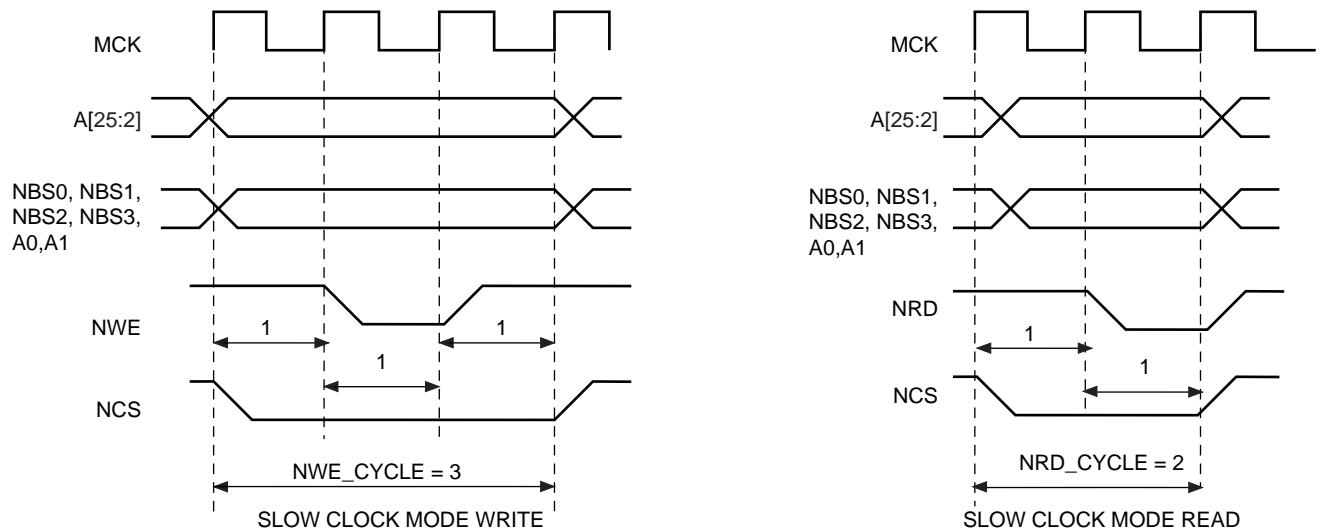 MCK
A[25:2]
NBS0, NBS1,
NBS2, NBS3,
A0,A1
NWE
1
1
1
NCS
NWE_CYCLE = 3
SLOW CLOCK MODE WRITE
MCK
A[25:2]
NBS0, NBS1,
NBS2, NBS3,
A0,A1
NRD
1
1
NCS
NRD_CYCLE = 2
SLOW CLOCK MODE READ